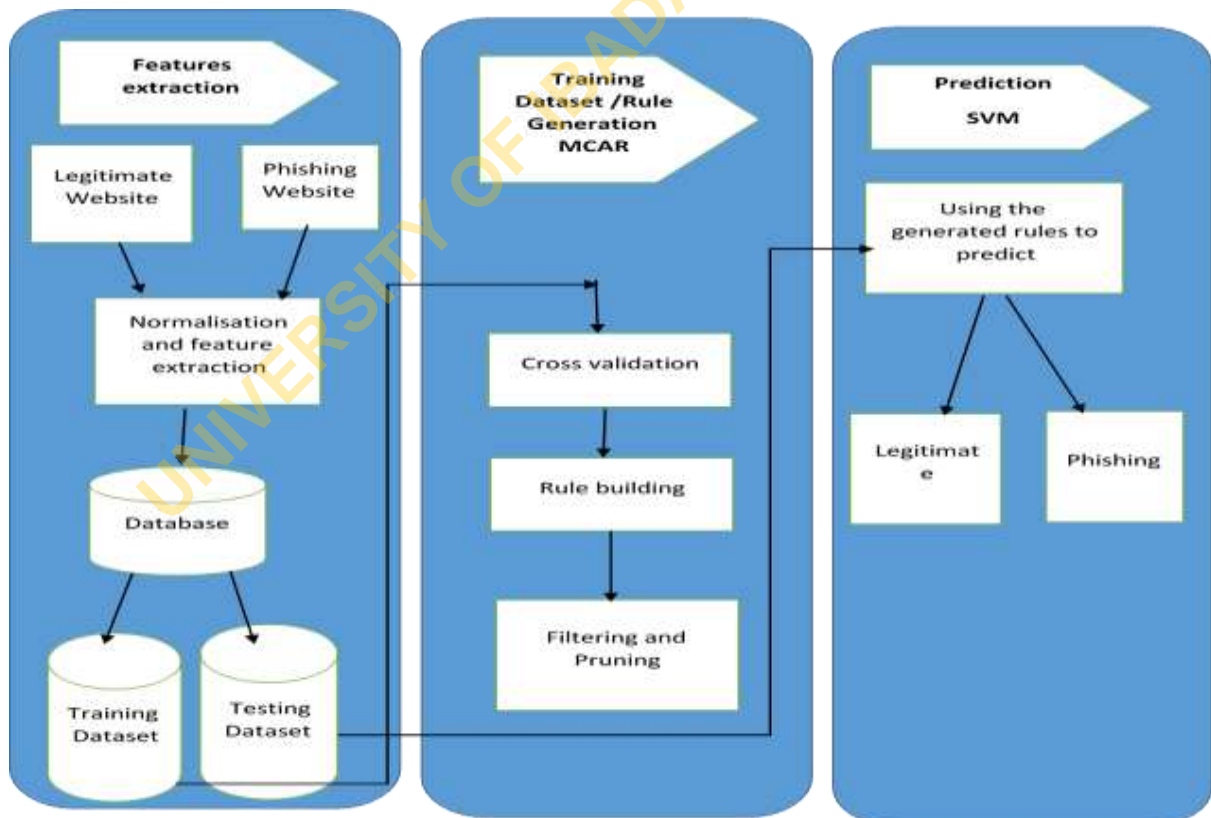 Features
extraction
Legitimate
Website
Phishing
Website
Normalisation
and feature
extraction
Database
Training
Dataset
Testing
Dataset
Training
Dataset /Rule
Generation
MCAR
Cross validation
Rule building
Filtering and
Pruning
Prediction
SVM
Using the
generated rules to
predict
Legitimat
e
Phishing
UNIVERSITY OF IBADA